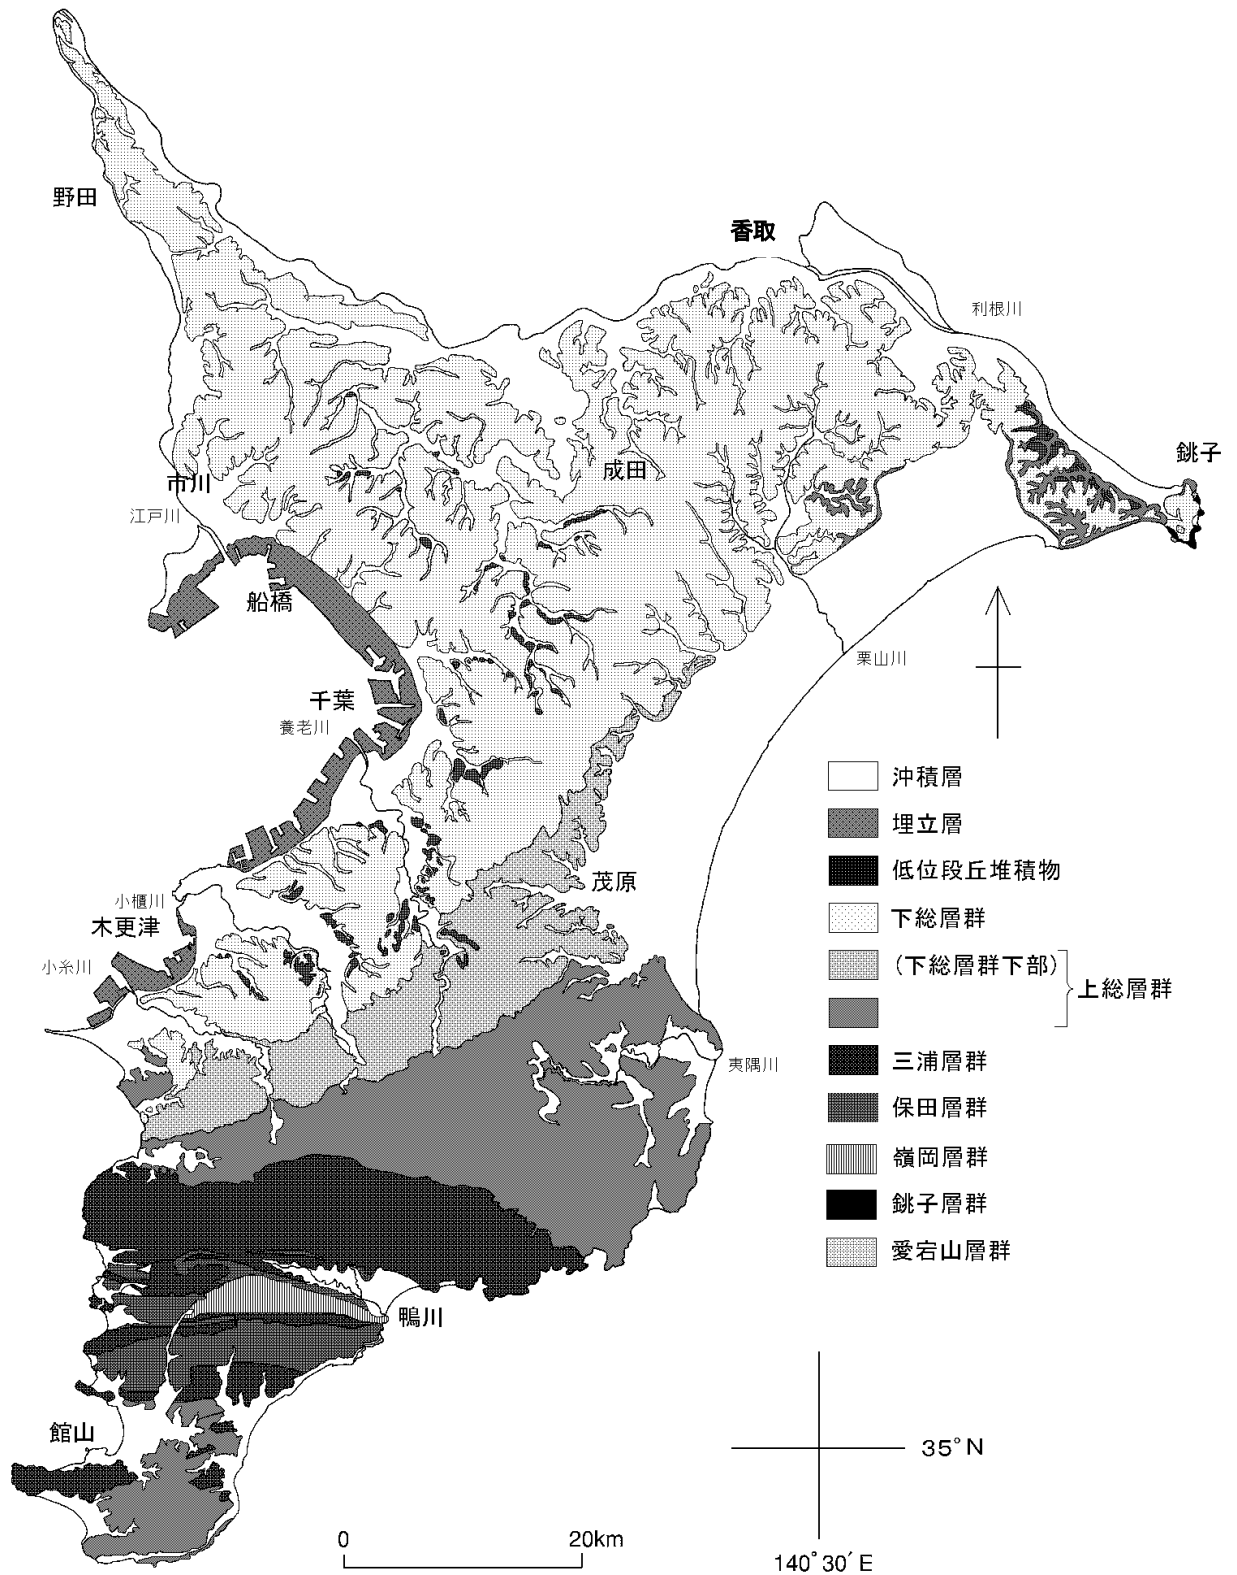 野田
香取
利根川
銚子
成田
市川
江戸川
船橋
栗山川
千葉
養老川
沖積層
埋立層
茂原
低位段丘堆積物
小櫃川
木更津
下総層群
小糸川
(下総層群下部)
上総層群
夷隅川
三浦層群
保田層群
嶺岡層群
銚子層群
愛宕山層群
鴨川
館山
35°N
0 20km
140°30′E